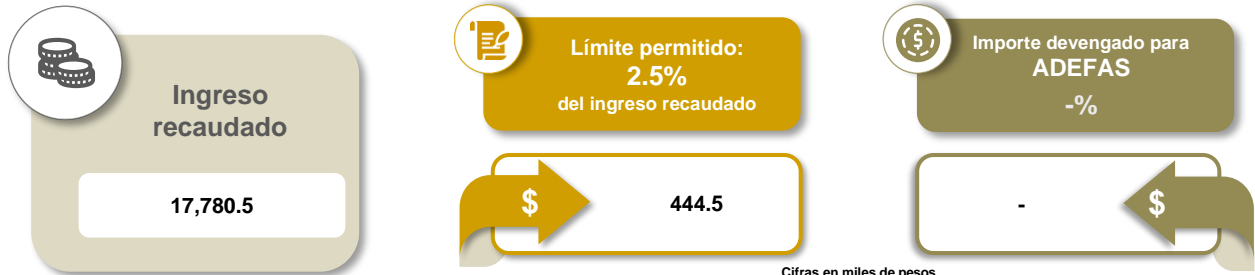 Ingreso
recaudado
17,780.5
Límite permitido:
2.5%
del ingreso recaudado
$
444.5
Importe devengado para
ADEFAS
-%
-
$
Cifras en miles de pesos